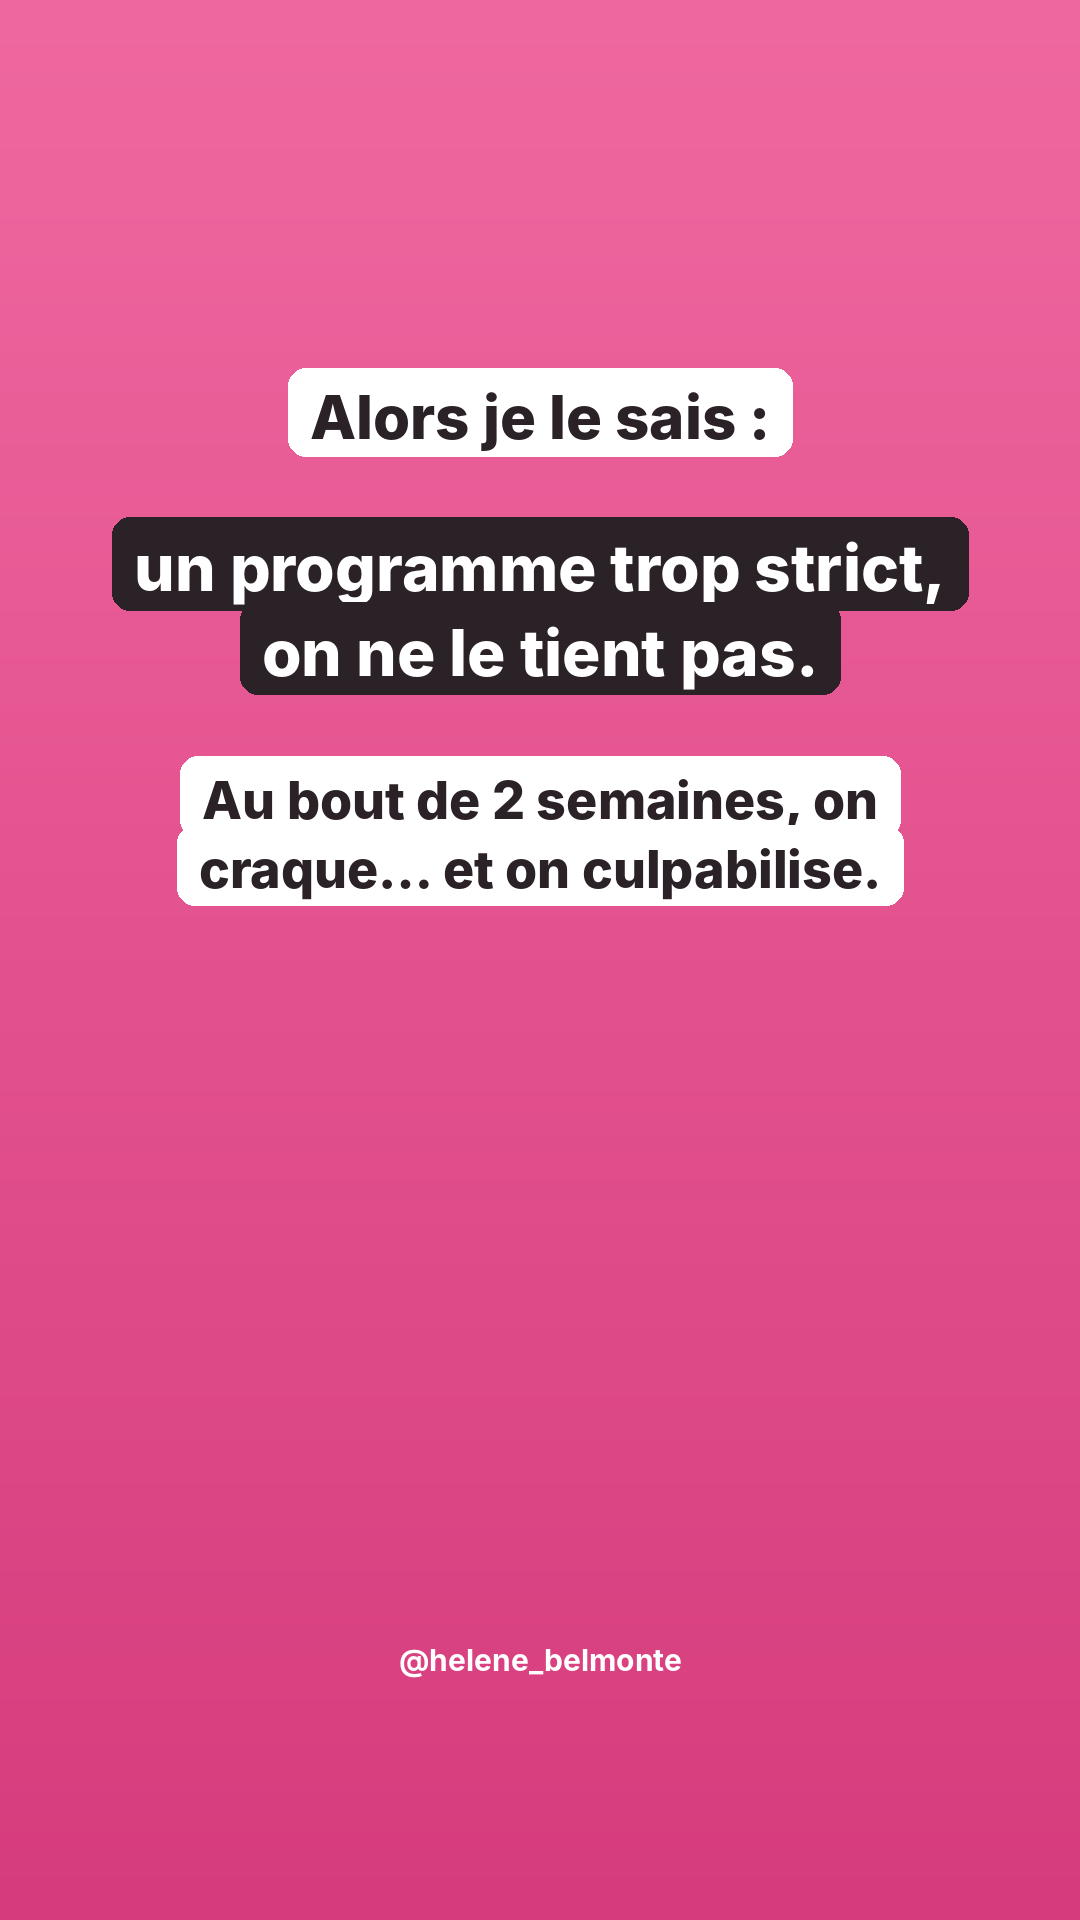 Alors je le sais :
un programme trop strict,
on ne le tient pas.
Au bout de 2 semaines, on
craque… et on culpabilise.
@helene_belmonte